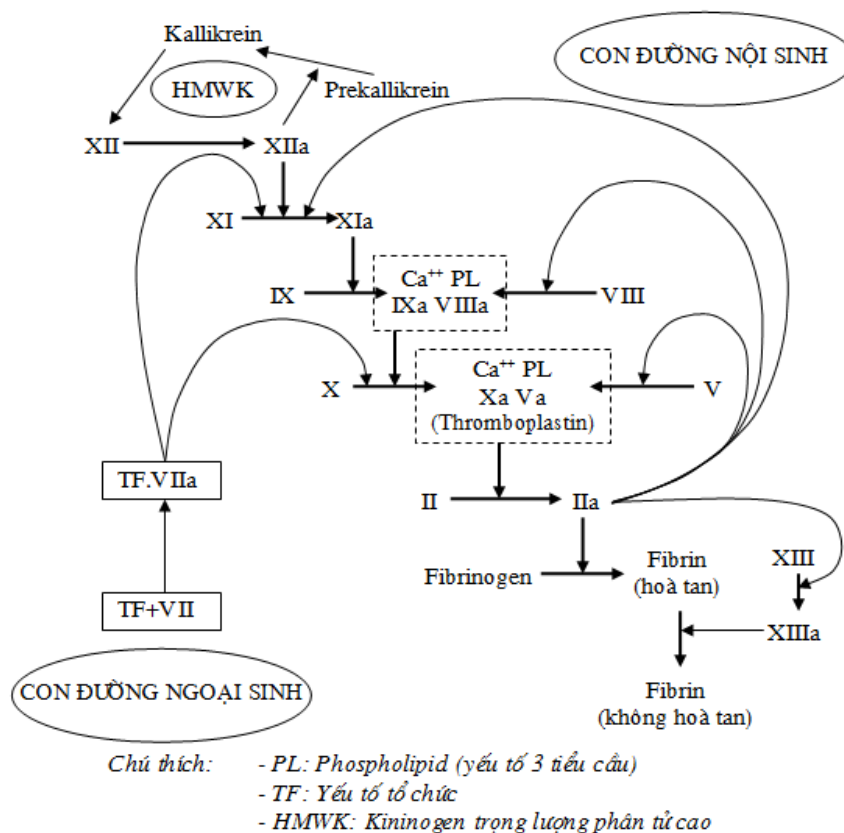 Kallikrein
CON ĐƯỜNG NỘI SINH
HMWK
Prekallikrein
XII
XIIa
XI
XIa
Ca⁺⁺ PL
IX
IXa VIIIa
VIII
Ca⁺⁺ PL
X
Xa Va
V
(Thromboplastin)
TF.VIIa
II
IIa
Fibrinogen
Fibrin
(hoà tan)
XIII
TF+VII
XIIIa
CON ĐƯỜNG NGOẠI SINH
Fibrin
(không hoà tan)
Chú thích: - PL: Phospholipid (yếu tố 3 tiểu cầu)
- TF: Yếu tố tổ chức
- HMWK: Kininogen trọng lượng phân tử cao